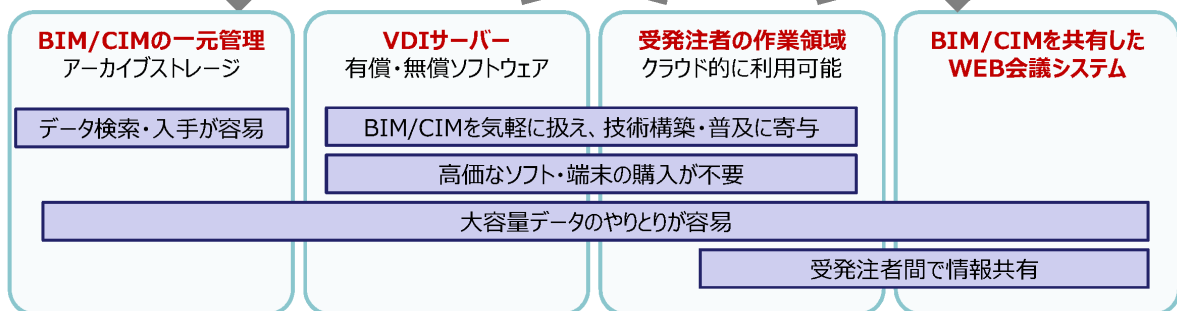 BIM/CIMの一元管理
アーカイブストレージ
VDIサーバー
有償・無償ソフトウェア
受発注者の作業領域
クラウド的に利用可能
BIM/CIMを共有した
WEB会議システム
データ検索・入手が容易
BIM/CIMを気軽に扱え、技術構築・普及に寄与
高価なソフト・端末の購入が不要
大容量データのやりとりが容易
受発注者間で情報共有